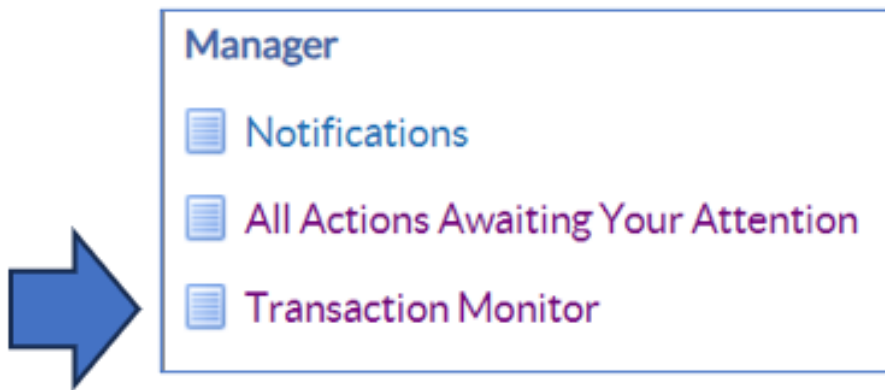 Manager
Notifications
All Actions Awaiting Your Attention
Transaction Monitor